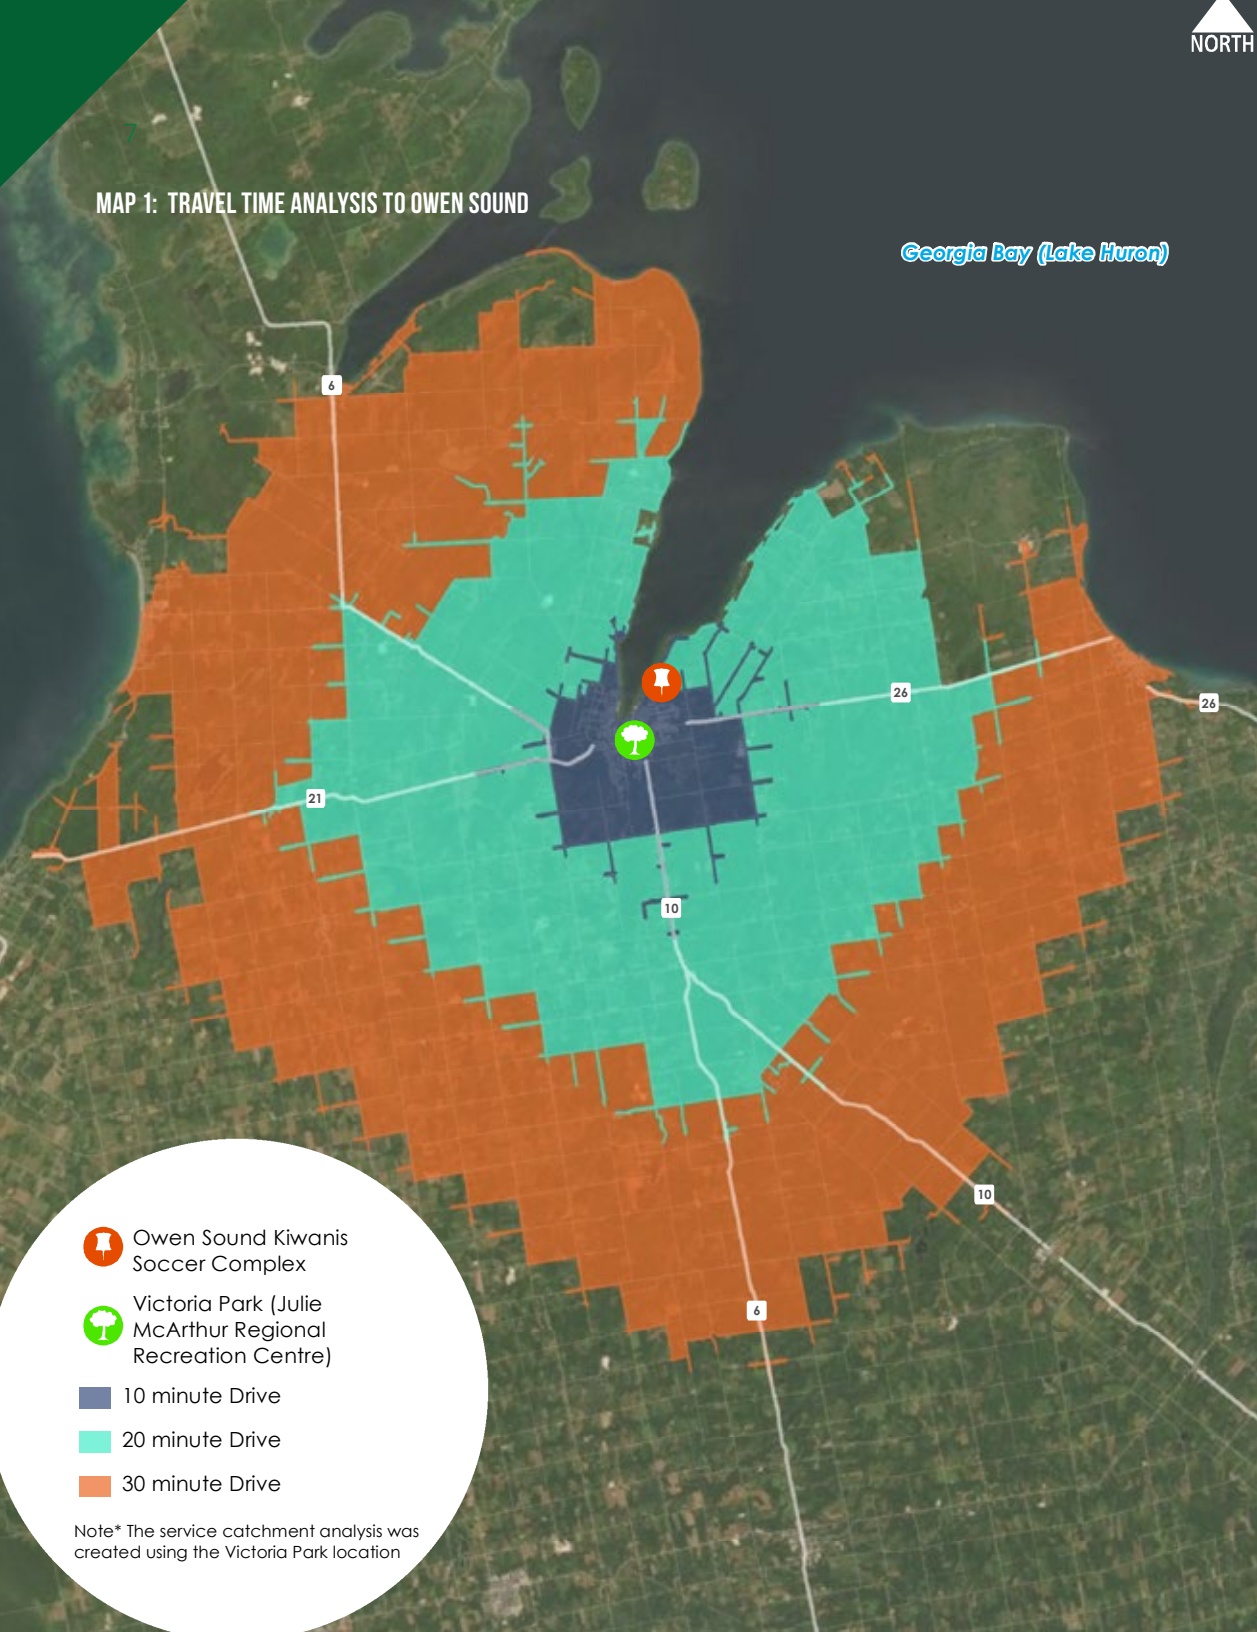 NORTH
7
MAP 1: TRAVEL TIME ANALYSIS TO OWEN SOUND
Georgia Bay (Lake Huron)
6
26
26
21
10
10
6
Owen Sound Kiwanis
Soccer Complex
Victoria Park (Julie
McArthur Regional
Recreation Centre)
10 minute Drive
20 minute Drive
30 minute Drive
Note* The service catchment analysis was
created using the Victoria Park location